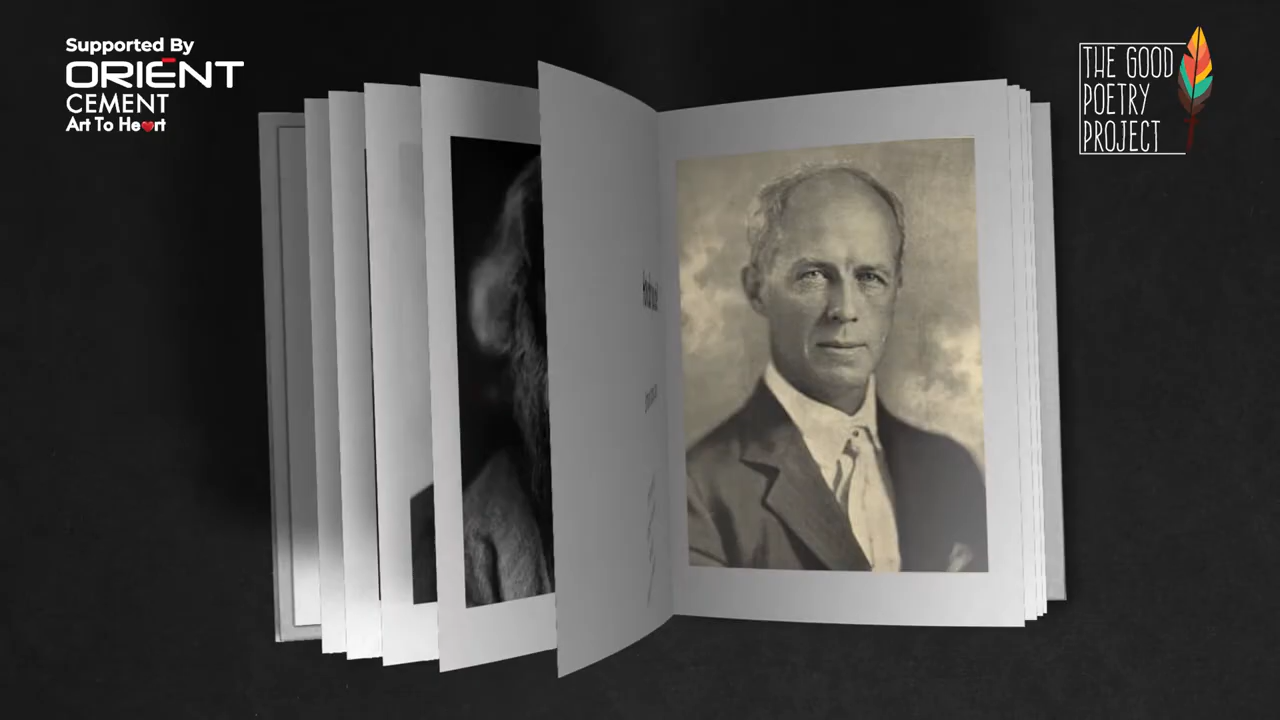 Supported By
ORIENT
CEMENT
Art To Heart
THE GOOD
POETRY
PROJECT